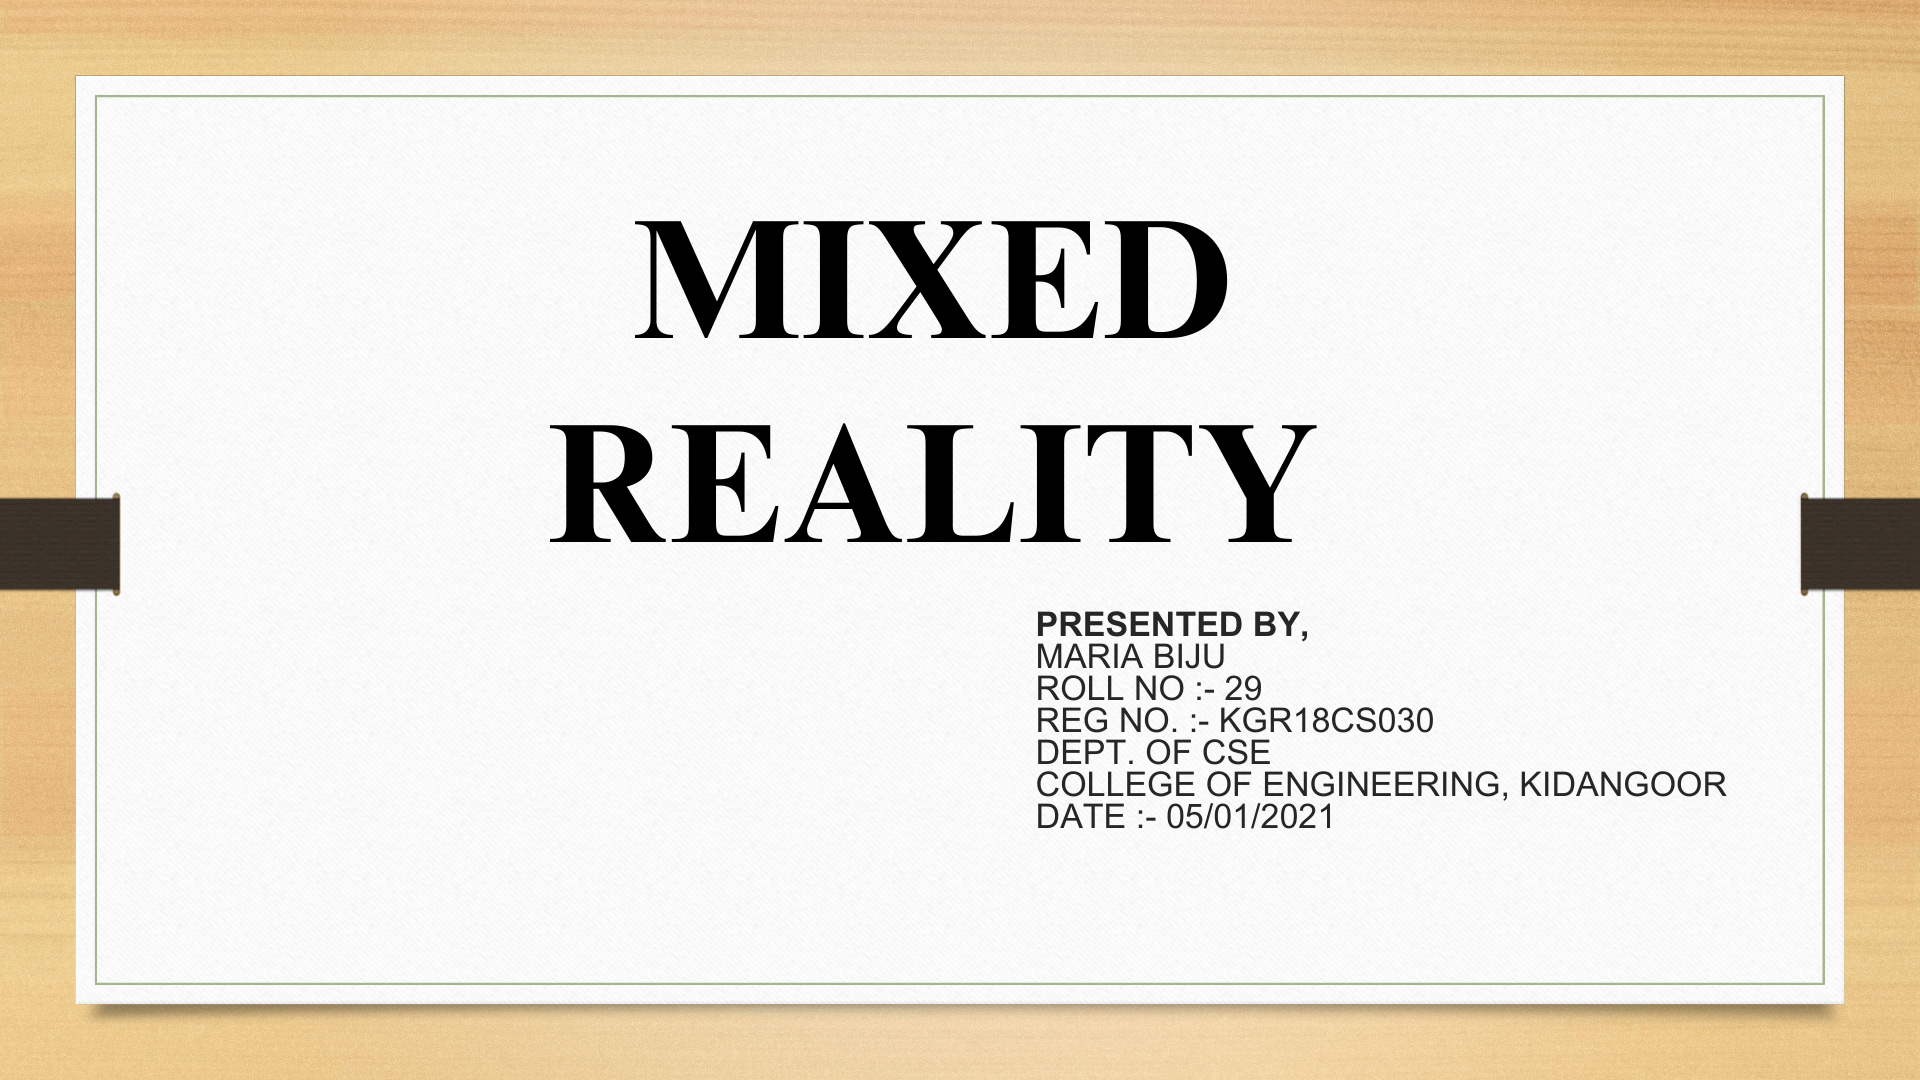 MIXED
REALITY
PRESENTED BY,
MARIA BIJU
ROLL NO :- 29
REG NO. :- KGR18CS030
DEPT. OF CSE
COLLEGE OF ENGINEERING, KIDANGOOR
DATE :- 05/01/2021